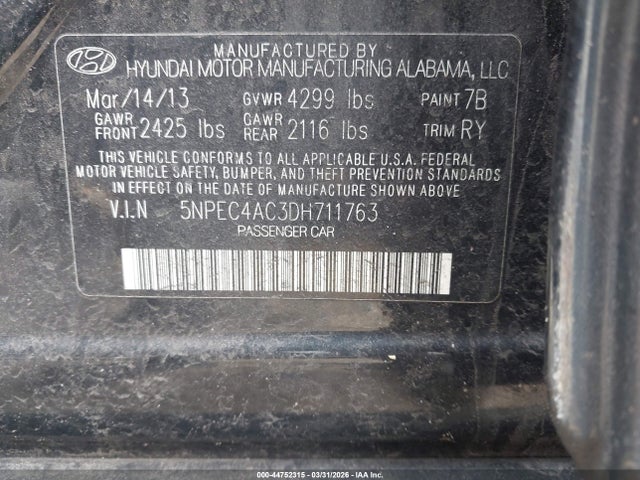 MANUFACTURED BY
HYUNDAI MOTOR MANUFACTURING ALABAMA, LLC
Mar/14/13 GVWR 4299 lbs PAINT 7B
GAWR FRONT 2425 lbs GAWR REAR 2116 lbs TRIM RY
THIS VEHICLE CONFORMS TO ALL APPLICABLE U.S.A. FEDERAL
MOTOR VEHICLE SAFETY, BUMPER, AND THEFT PREVENTION STANDARDS
IN EFFECT ON THE DATE OF MANUFACTURE SHOWN ABOVE
V.I.N 5NPEC4AC3DH711763
PASSENGER CAR
000-44752315 - 03/31/2026 - IAA Inc.